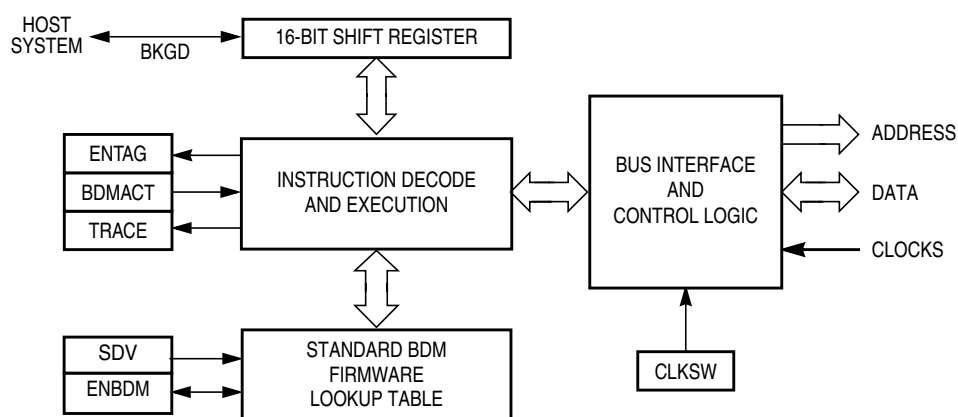 HOST
SYSTEM
BKGD
16-BIT SHIFT REGISTER
ENTAG
BDMACT
TRACE
INSTRUCTION DECODE
AND EXECUTION
BUS INTERFACE
AND
CONTROL LOGIC
ADDRESS
DATA
CLOCKS
SDV
ENBDM
STANDARD BDM
FIRMWARE
LOOKUP TABLE
CLKSW